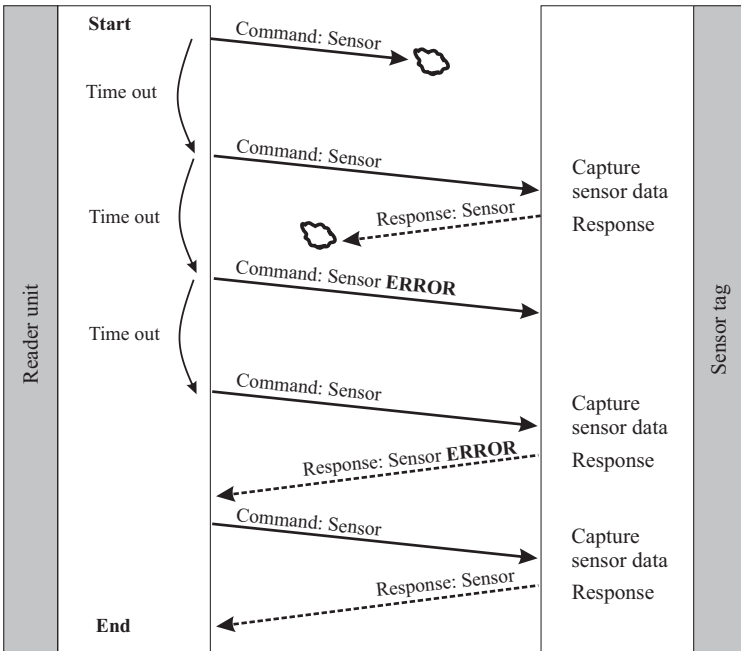 Start
Command: Sensor
Time out
Command: Sensor
Capture
sensor data
Time out
Response: Sensor
Response
Command: Sensor ERROR
Reader unit
Sensor tag
Time out
Command: Sensor
Capture
sensor data
Response: Sensor ERROR
Response
Command: Sensor
Capture
sensor data
Response: Sensor
Response
End